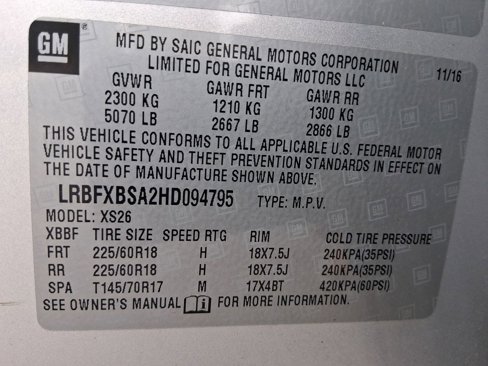 GM
MFD BY SAIC GENERAL MOTORS CORPORATION
LIMITED FOR GENERAL MOTORS LLC
11/16
GVWR GAWR FRT GAWR RR
2300 KG 1210 KG 1300 KG
5070 LB 2667 LB 2866 LB
THIS VEHICLE CONFORMS TO ALL APPLICABLE U.S. FEDERAL MOTOR
VEHICLE SAFETY AND THEFT PREVENTION STANDARDS IN EFFECT ON
THE DATE OF MANUFACTURE SHOWN ABOVE.
LRBFXBSA2HD094795 TYPE: M.P.V.
MODEL: XS26
XBBF TIRE SIZE SPEED RTG RIM COLD TIRE PRESSURE
FRT 225/60R18 H 18X7.5J 240KPA(35PSI)
RR 225/60R18 H 18X7.5J 240KPA(35PSI)
SPA T145/70R17 M 17X4BT 420KPA(60PSI)
SEE OWNER'S MANUAL FOR MORE INFORMATION.